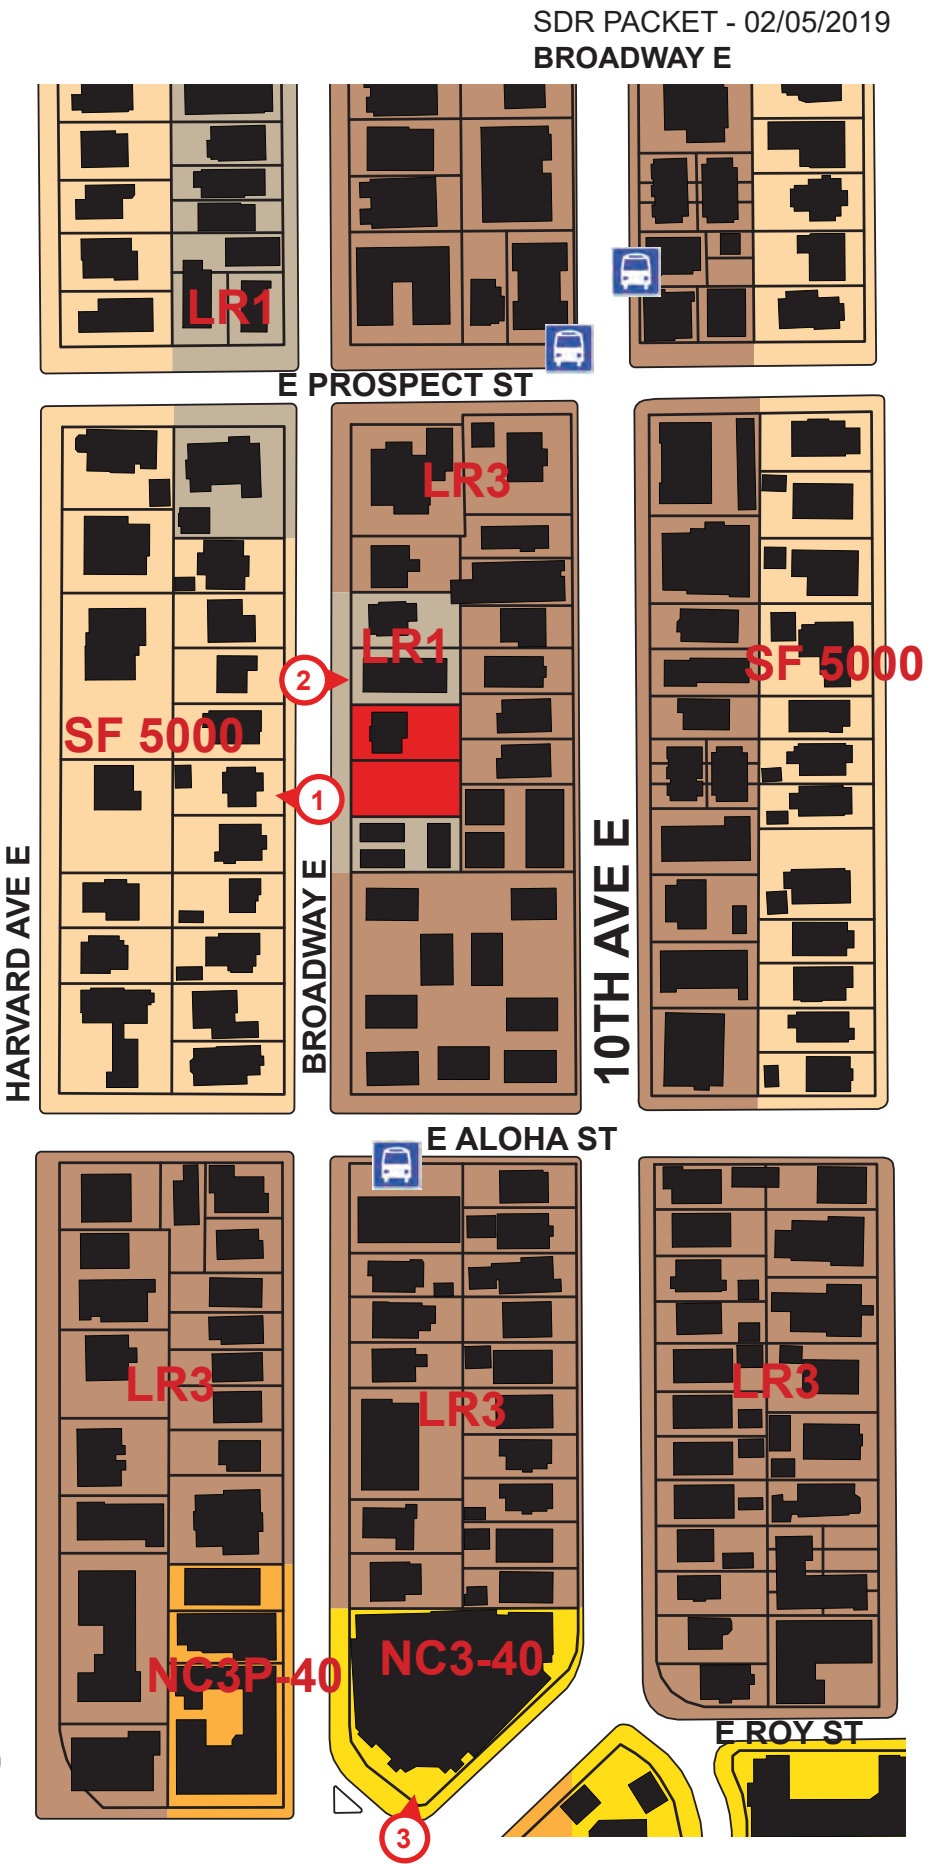 SDR PACKET - 02/05/2019
BROADWAY E
LR1
E PROSPECT ST
LR3
LR1
2
SF 5000
SF 5000
1
HARVARD AVE E
BROADWAY E
10TH AVE E
E ALOHA ST
LR3
LR3
LR3
NC3P-40
NC3-40
E ROY ST
3